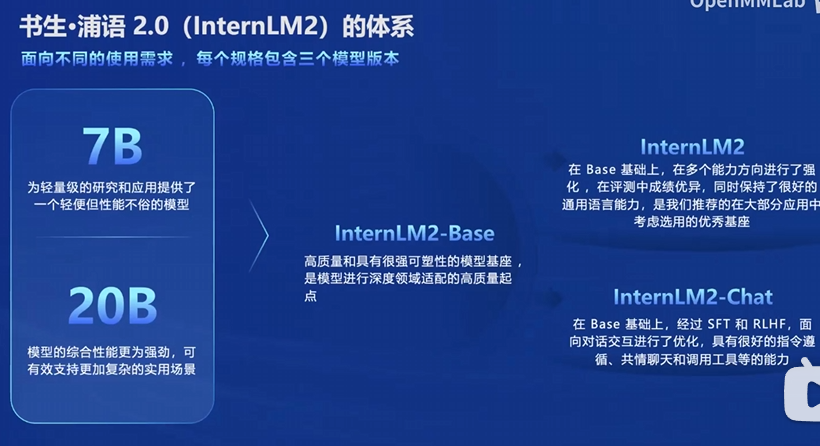 书生·浦语 2.0（InternLM2）的体系
OpenMMLab
面向不同的使用需求，每个规格包含三个模型版本
7B
为轻量级的研究和应用提供了
一个轻便但性能不俗的模型
20B
模型的综合性能更为强劲，可
有效支持更加复杂的实用场景
InternLM2-Base
高质量和具有很强可塑性的模型基座，
是模型进行深度领域适配的高质量起
点
InternLM2
在 Base 基础上，在多个能力方向进行了强
化，在评测中成绩优异，同时保持了很好的
通用语言能力，是我们推荐的在大部分应用中
考虑选用的优秀基座
InternLM2-Chat
在 Base 基础上，经过 SFT 和 RLHF，面
向对话交互进行了优化，具有很好的指令遵
循、共情聊天和调用工具等的能力